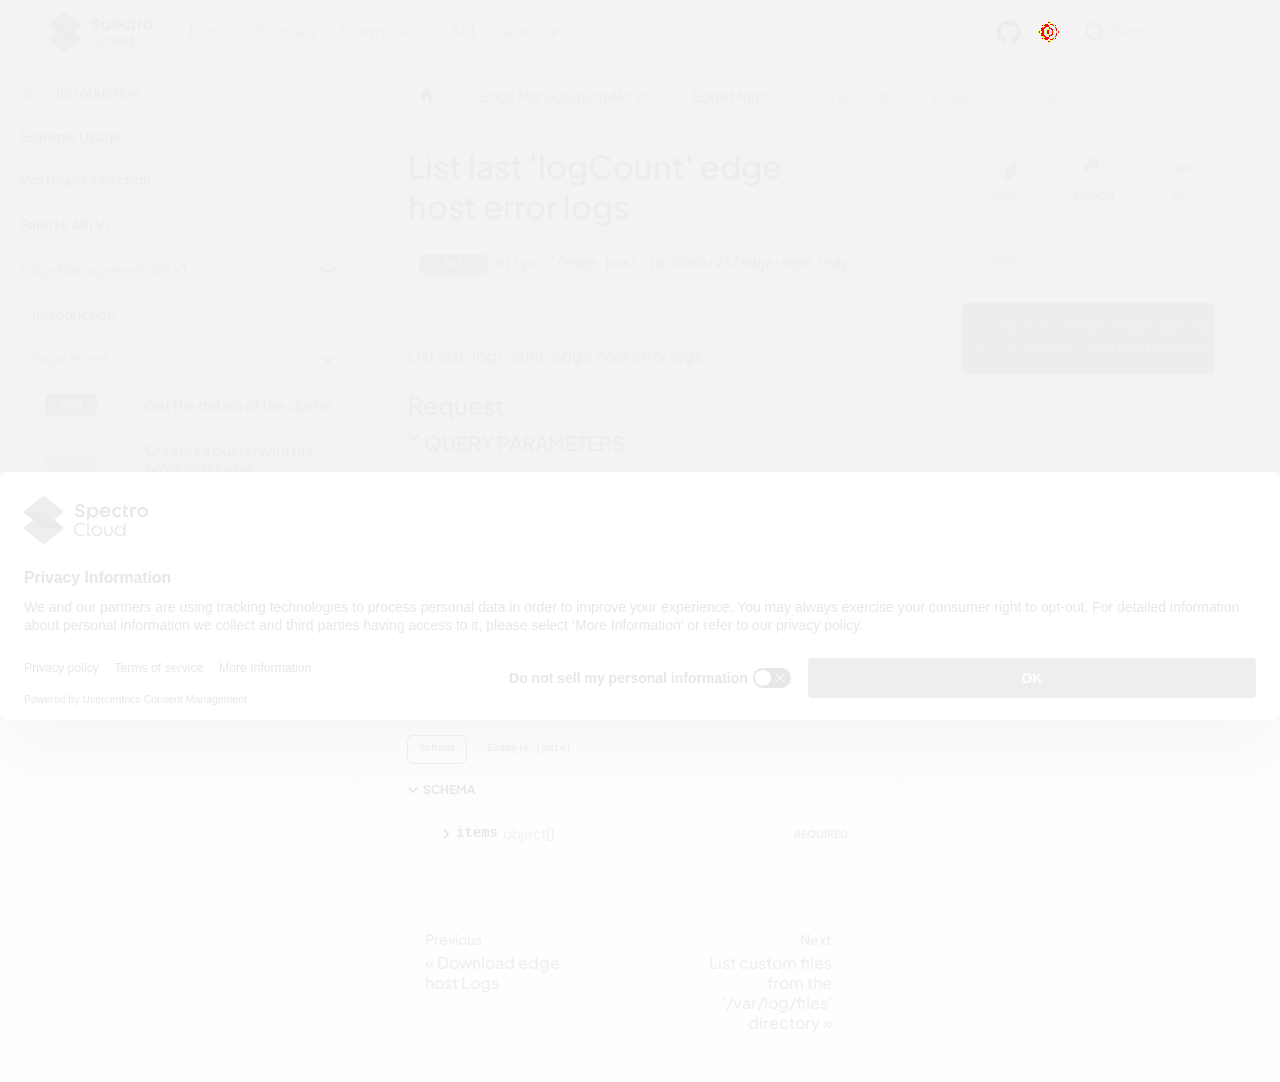 Spectro Cloud
Docs Tutorials Downloads API latest
Search
Introduction
Example Usage
Postman Collection
Palette API V1
Edge Management API V1
Introduction
Edge Mgmt
GET Get the details of the cluster.
Creates a cluster with the
provided cluster
Edge Management API V1
Edge Mgmt
List last 'logCount' edge host error logs
List last 'logCount' edge
host error logs
GET https://edge-host-ip:5080/v1/edge-mgmt/edg
List last 'logCount' edge host error logs
Request
QUERY PARAMETERS
CURL
PYTHON
GO
CURL
Spectro
Cloud
Privacy Information
We and our partners are using tracking technologies to process personal data in order to improve your experience. You may always exercise your consumer right to opt-out. For detailed information
about personal information we collect and third parties having access to it, please select ‘More Information’ or refer to our privacy policy.
Privacy policy Terms of service More Information
Do not sell my personal information
OK
Powered by Usercentrics Consent Management
Schema Example (auto)
SCHEMA
items object[] REQUIRED
Previous
« Download edge
host Logs
Next
List custom files
from the
'/var/log/files'
directory »